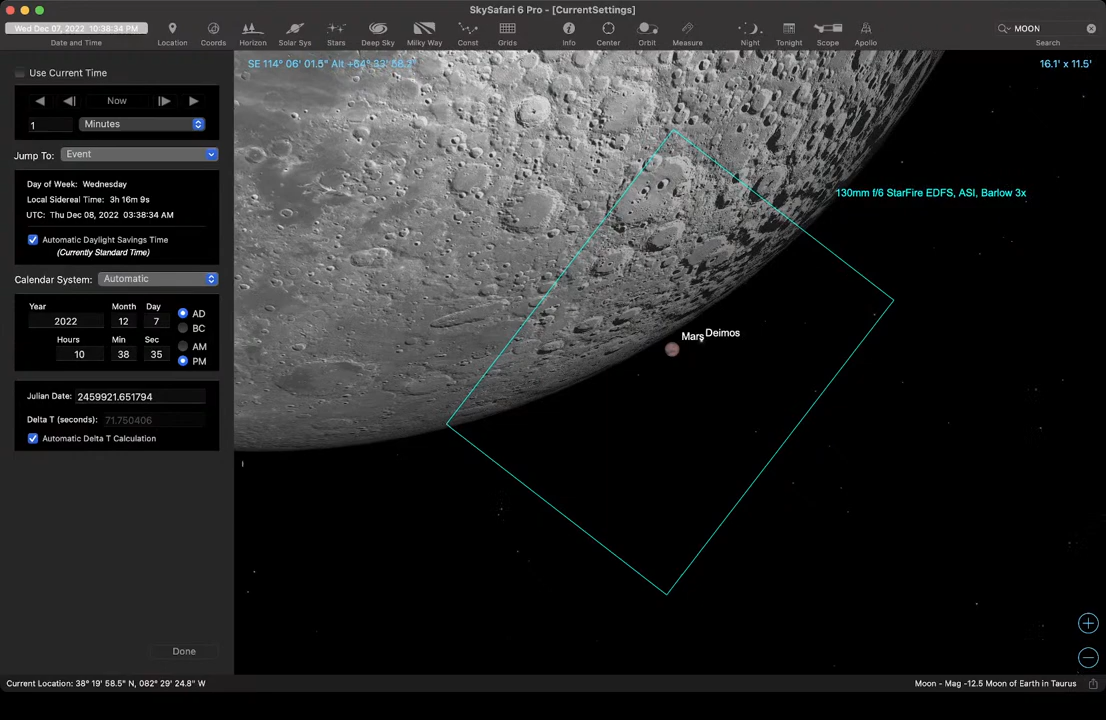 SkySafari 6 Pro - [CurrentSettings]
Wed Dec 07, 2022 10:38:34 PM
MOON
Date and Time
Location
Coords
Horizon
Solar Sys
Stars
Deep Sky
Milky Way
Const
Grids
Info
Center
Orbit
Measure
Night
Tonight
Scope
Apollo
Search
SE 114° 06' 01.5" Alt +64° 33' 58.2"
16.1' x 11.5'
Use Current Time
Now
1
Minutes
Jump To:
Event
Day of Week: Wednesday
Local Sidereal Time: 3h 16m 9s
UTC: Thu Dec 08, 2022 03:38:34 AM
Automatic Daylight Savings Time
(Currently Standard Time)
Calendar System:
Automatic
Year
Month
Day
2022
12
7
AD
BC
Hours
Min
Sec
10
38
35
AM
PM
Julian Date:
2459921.651794
Delta T (seconds):
71.750406
Automatic Delta T Calculation
Done
130mm f/6 StarFire EDFS, ASI, Barlow 3x
Mars
Deimos
Current Location: 38° 19' 58.5" N, 082° 29' 24.8" W
Moon - Mag -12.5 Moon of Earth in Taurus